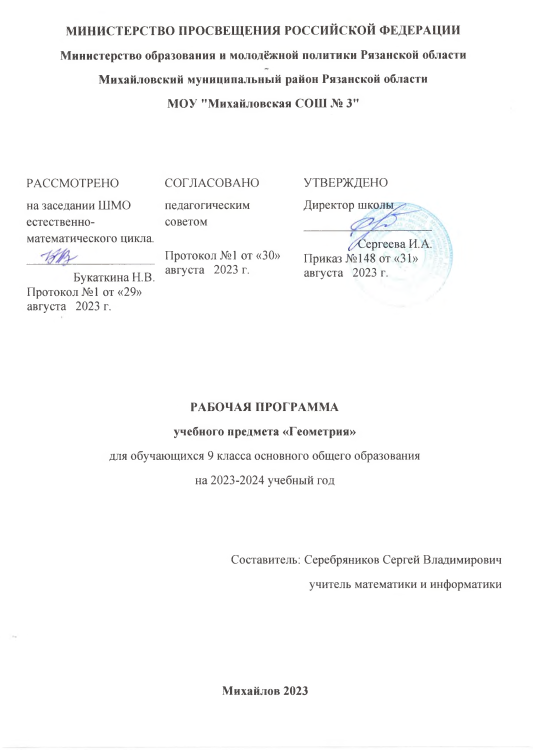 МИНИСТЕРСТВО ПРОСВЕЩЕНИЯ РОССИЙСКОЙ ФЕДЕРАЦИИ
Министерство образования и молодёжной политики Рязанской области
Михайловский муниципальный район Рязанской области
МОУ "Михайловская СОШ № 3"
РАССМОТРЕНО
на заседании ШМО
естественно-
математического цикла.
Букаткина Н.В.
Протокол №1 от «29»
августа 2023 г.
СОГЛАСОВАНО
педагогическим
советом
Протокол №1 от «30»
августа 2023 г.
УТВЕРЖДЕНО
Директор школы
Сергеева И.А.
Приказ №148 от «31»
августа 2023 г.
РАБОЧАЯ ПРОГРАММА
учебного предмета «Геометрия»
для обучающихся 9 класса основного общего образования
на 2023-2024 учебный год
Составитель: Серебряников Сергей Владимирович
учитель математики и информатики
Михайлов 2023